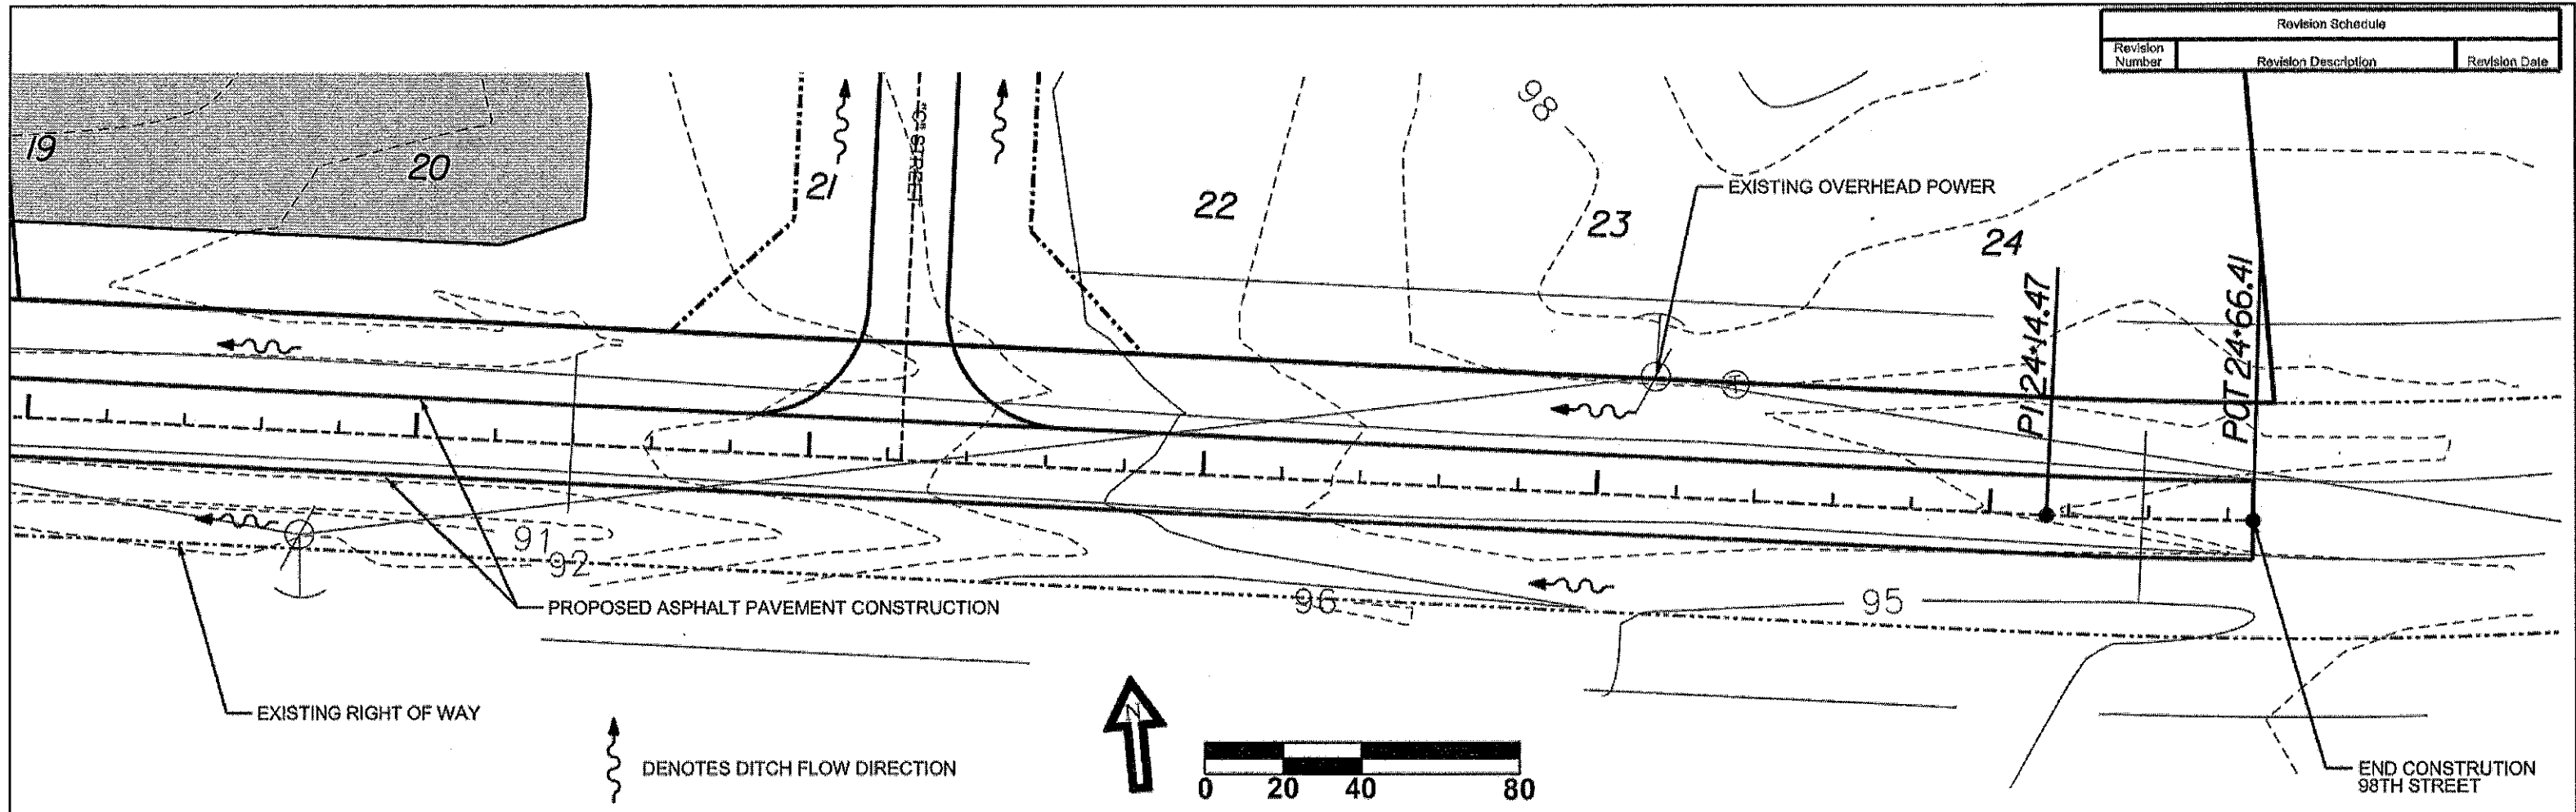 Revision Schedule
Revision Number
Revision Description
Revision Date
19
20
21
"C" STREET
22
98
23
EXISTING OVERHEAD POWER
24
PI 24+14.47
POT 24+66.41
91
92
PROPOSED ASPHALT PAVEMENT CONSTRUCTION
96
95
EXISTING RIGHT OF WAY
DENOTES DITCH FLOW DIRECTION
N
0 20 40 80
END CONSTRUTION
98TH STREET